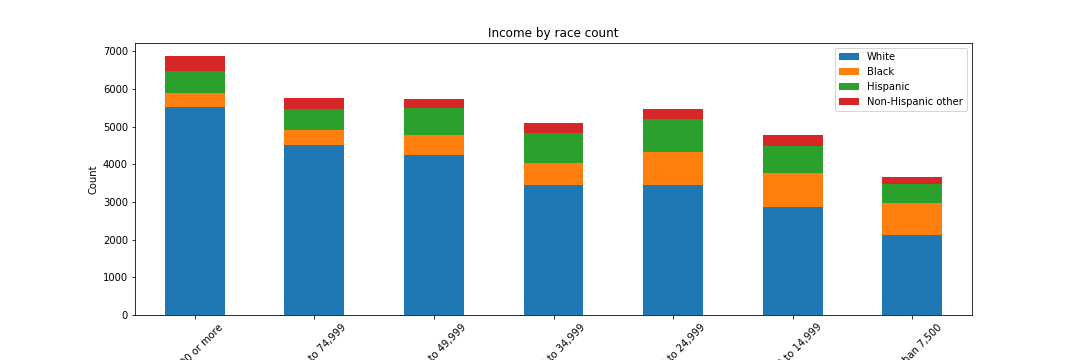 Income by race count
7000
6000
5000
4000
3000
2000
1000
0
Count
White
Black
Hispanic
Non-Hispanic other
or more
to 74,999
to 49,999
to 34,999
to 24,999
to 14,999
7,500